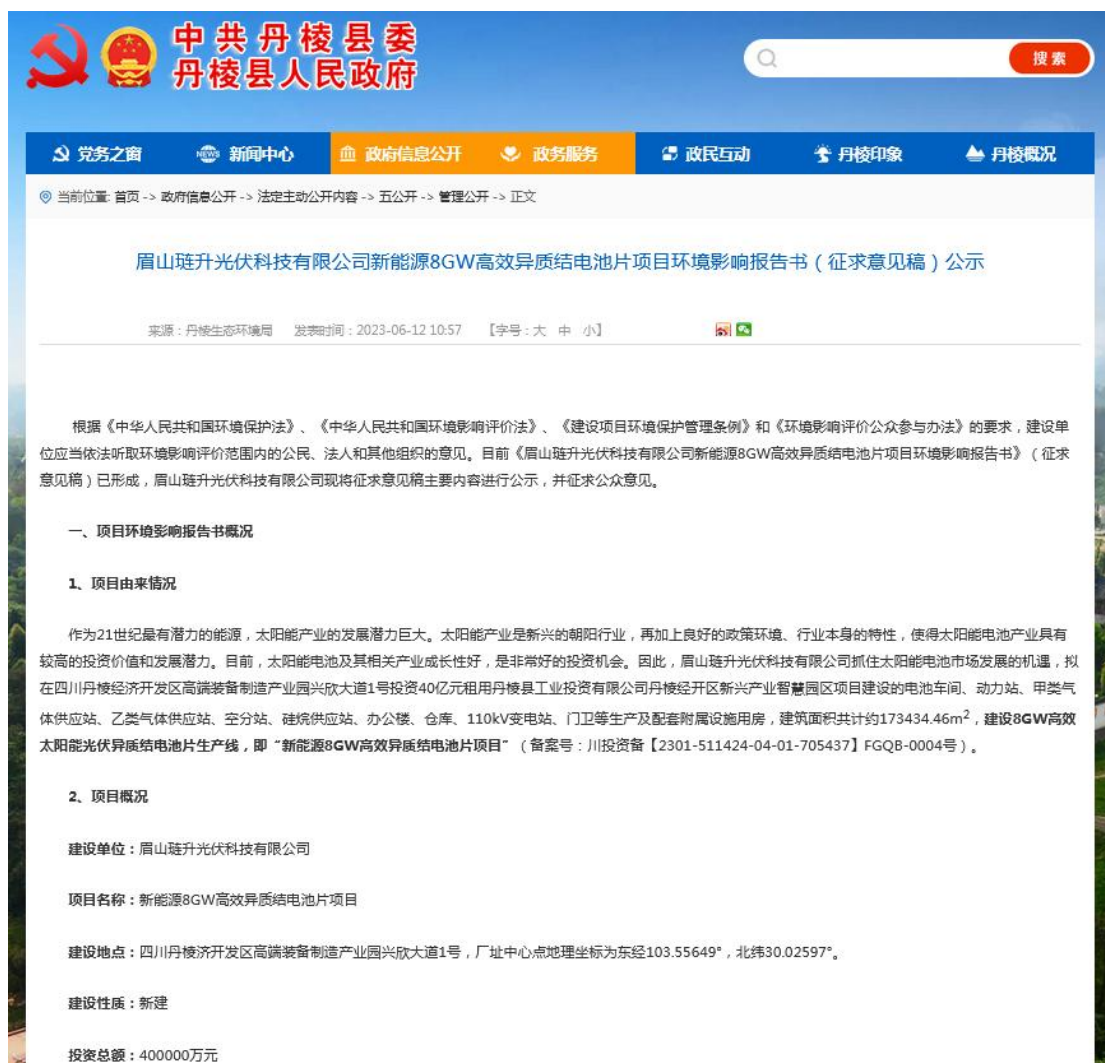 中共丹棱县委
丹棱县人民政府
搜索
党务之窗 NEWS 新闻中心 政府信息公开 政务服务 政民互动 丹棱印象 丹棱概况
当前位置: 首页 -> 政府信息公开 -> 法定主动公开内容 -> 五公开 -> 管理公开 -> 正文
眉山琏升光伏科技有限公司新能源8GW高效异质结电池片项目环境影响报告书（征求意见稿）公示
来源：丹棱生态环境局 发表时间：2023-06-12 10:57 【字号：大 中 小】
根据《中华人民共和国环境保护法》、《中华人民共和国环境影响评价法》、《建设项目环境保护管理条例》和《环境影响评价公众参与办法》的要求，建设单
位应当依法听取环境影响评价范围内的公民、法人和其他组织的意见。目前《眉山琏升光伏科技有限公司新能源8GW高效异质结电池片项目环境影响报告书》（征求
意见稿）已形成，眉山琏升光伏科技有限公司现将征求意见稿主要内容进行公示，并征求公众意见。
一、项目环境影响报告书概况
1、项目由来情况
作为21世纪最有潜力的能源，太阳能产业的发展潜力巨大。太阳能产业是新兴的朝阳行业，再加上良好的政策环境、行业本身的特性，使得太阳能电池产业具有
较高的投资价值和发展潜力。目前，太阳能电池及其相关产业成长性好，是非常好的投资机会。因此，眉山琏升光伏科技有限公司抓住太阳能电池市场发展的机遇，拟
在四川丹棱经济开发区高端装备制造产业园兴欣大道1号投资40亿元租用丹棱县工业投资有限公司丹棱经开区新兴产业智慧园区项目建设的电池车间、动力站、甲类气
体供应站、乙类气体供应站、空分站、硅烷供应站、办公楼、仓库、110kV变电站、门卫等生产及配套附属设施用房，建筑面积共计约173434.46m²，建设8GW高效
太阳能光伏异质结电池片生产线，即“新能源8GW高效异质结电池片项目”（备案号：川投资备【2301-511424-04-01-705437】FGQB-0004号）。
2、项目概况
建设单位：眉山琏升光伏科技有限公司
项目名称：新能源8GW高效异质结电池片项目
建设地点：四川丹棱济开发区高端装备制造产业园兴欣大道1号，厂址中心点地理坐标为东经103.55649°，北纬30.02597°。
建设性质：新建
投资总额：400000万元